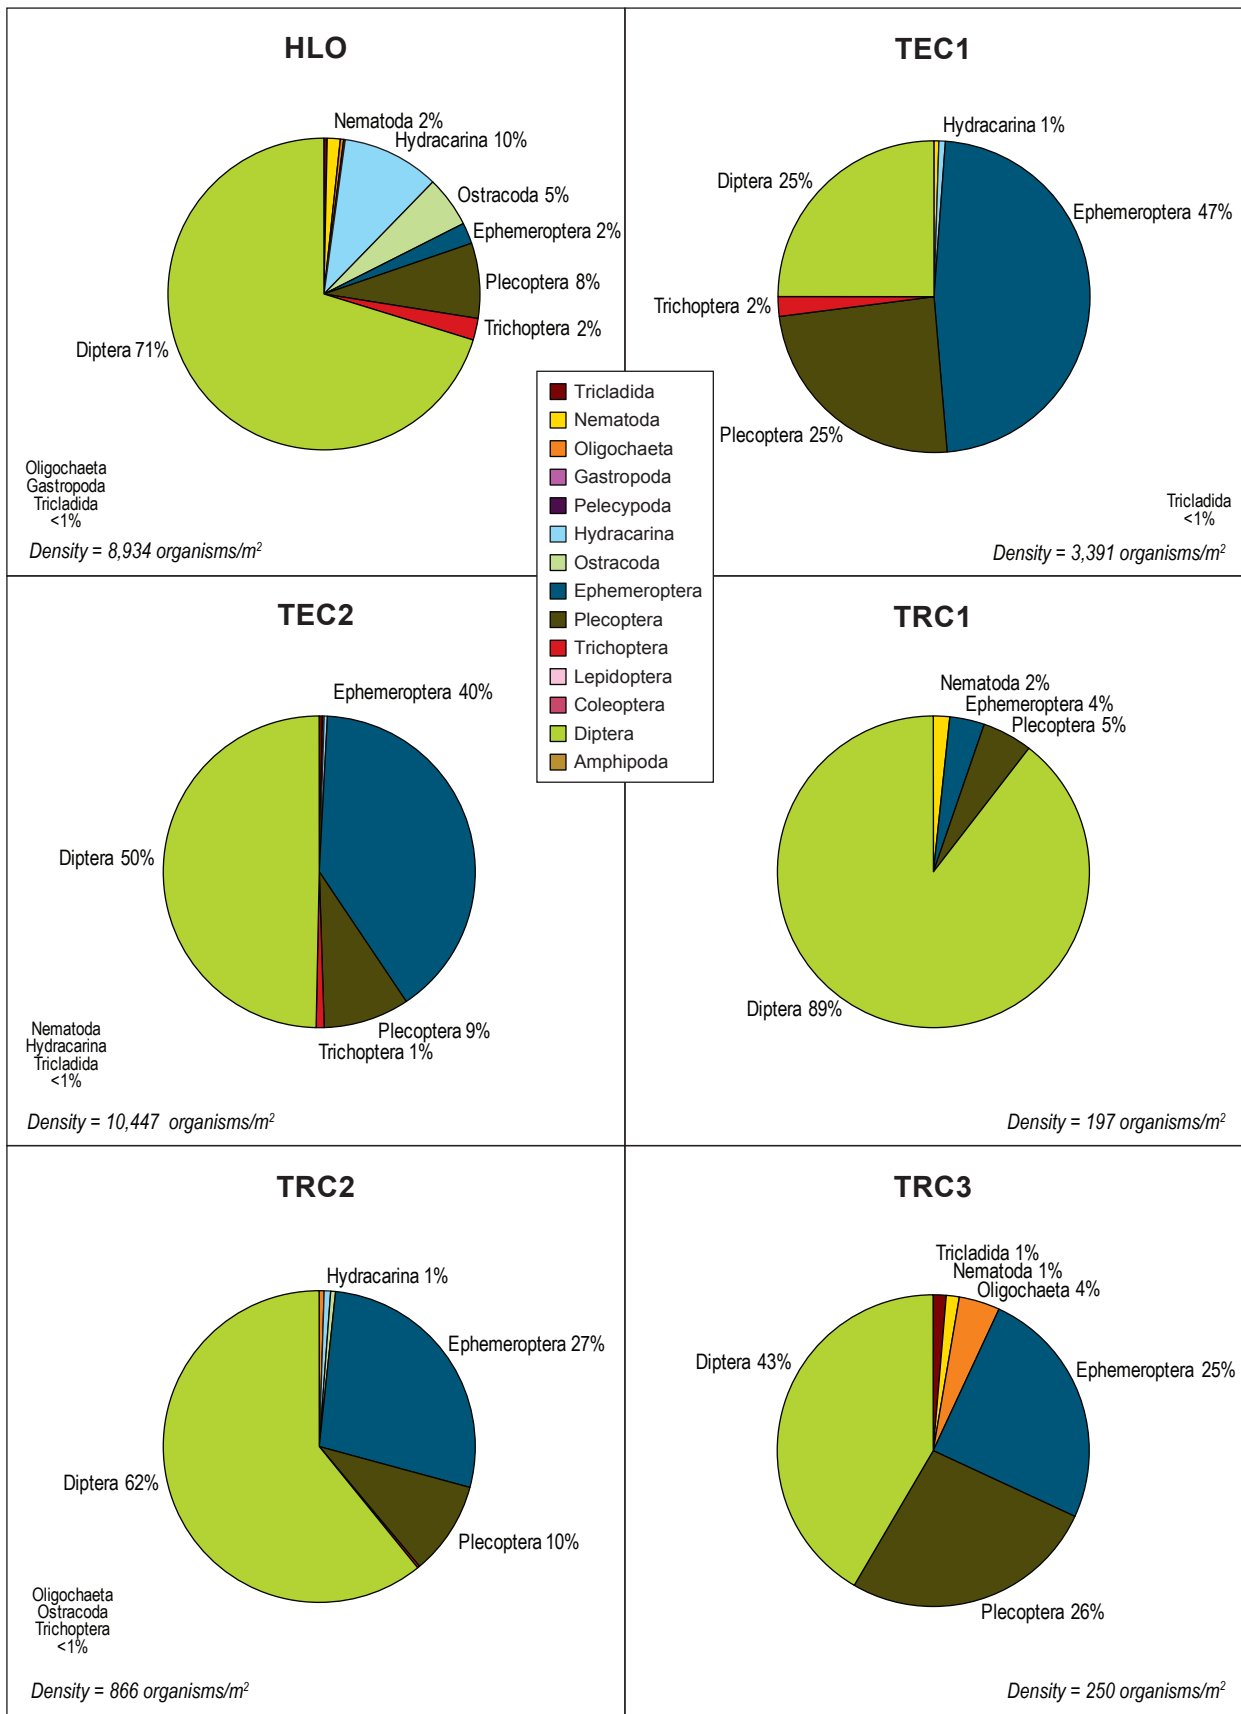 HLO
Nematoda 2%
Hydracarina 10%
Ostracoda 5%
Ephemeroptera 2%
Plecoptera 8%
Trichoptera 2%
Diptera 71%
Oligochaeta
Gastropoda
Tricladida
<1%
Density = 8,934 organisms/m²
TEC1
Hydracarina 1%
Diptera 25%
Ephemeroptera 47%
Trichoptera 2%
Plecoptera 25%
Tricladida
<1%
Density = 3,391 organisms/m²
Tricladida
Nematoda
Oligochaeta
Gastropoda
Pelecypoda
Hydracarina
Ostracoda
Ephemeroptera
Plecoptera
Trichoptera
Lepidoptera
Coleoptera
Diptera
Amphipoda
TEC2
Ephemeroptera 40%
Diptera 50%
Plecoptera 9%
Trichoptera 1%
Nematoda
Hydracarina
Tricladida
<1%
Density = 10,447 organisms/m²
TRC1
Nematoda 2%
Ephemeroptera 4%
Plecoptera 5%
Diptera 89%
Density = 197 organisms/m²
TRC2
Hydracarina 1%
Ephemeroptera 27%
Diptera 62%
Plecoptera 10%
Oligochaeta
Ostracoda
Trichoptera
<1%
Density = 866 organisms/m²
TRC3
Tricladida 1%
Nematoda 1%
Oligochaeta 4%
Diptera 43%
Ephemeroptera 25%
Plecoptera 26%
Density = 250 organisms/m²